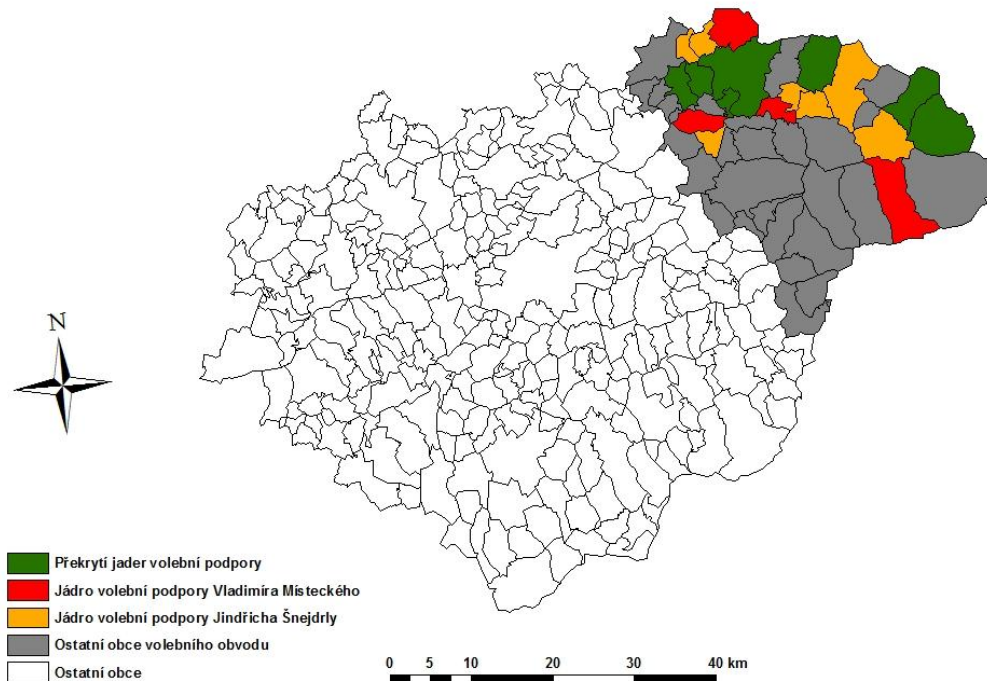 N
Překrytí jader volební podpory
Jádro volební podpory Vladimíra Místeckého
Jádro volební podpory Jindřicha Šnejdrly
Ostatní obce volebního obvodu
Ostatní obce
0 5 10 20 30 40 km